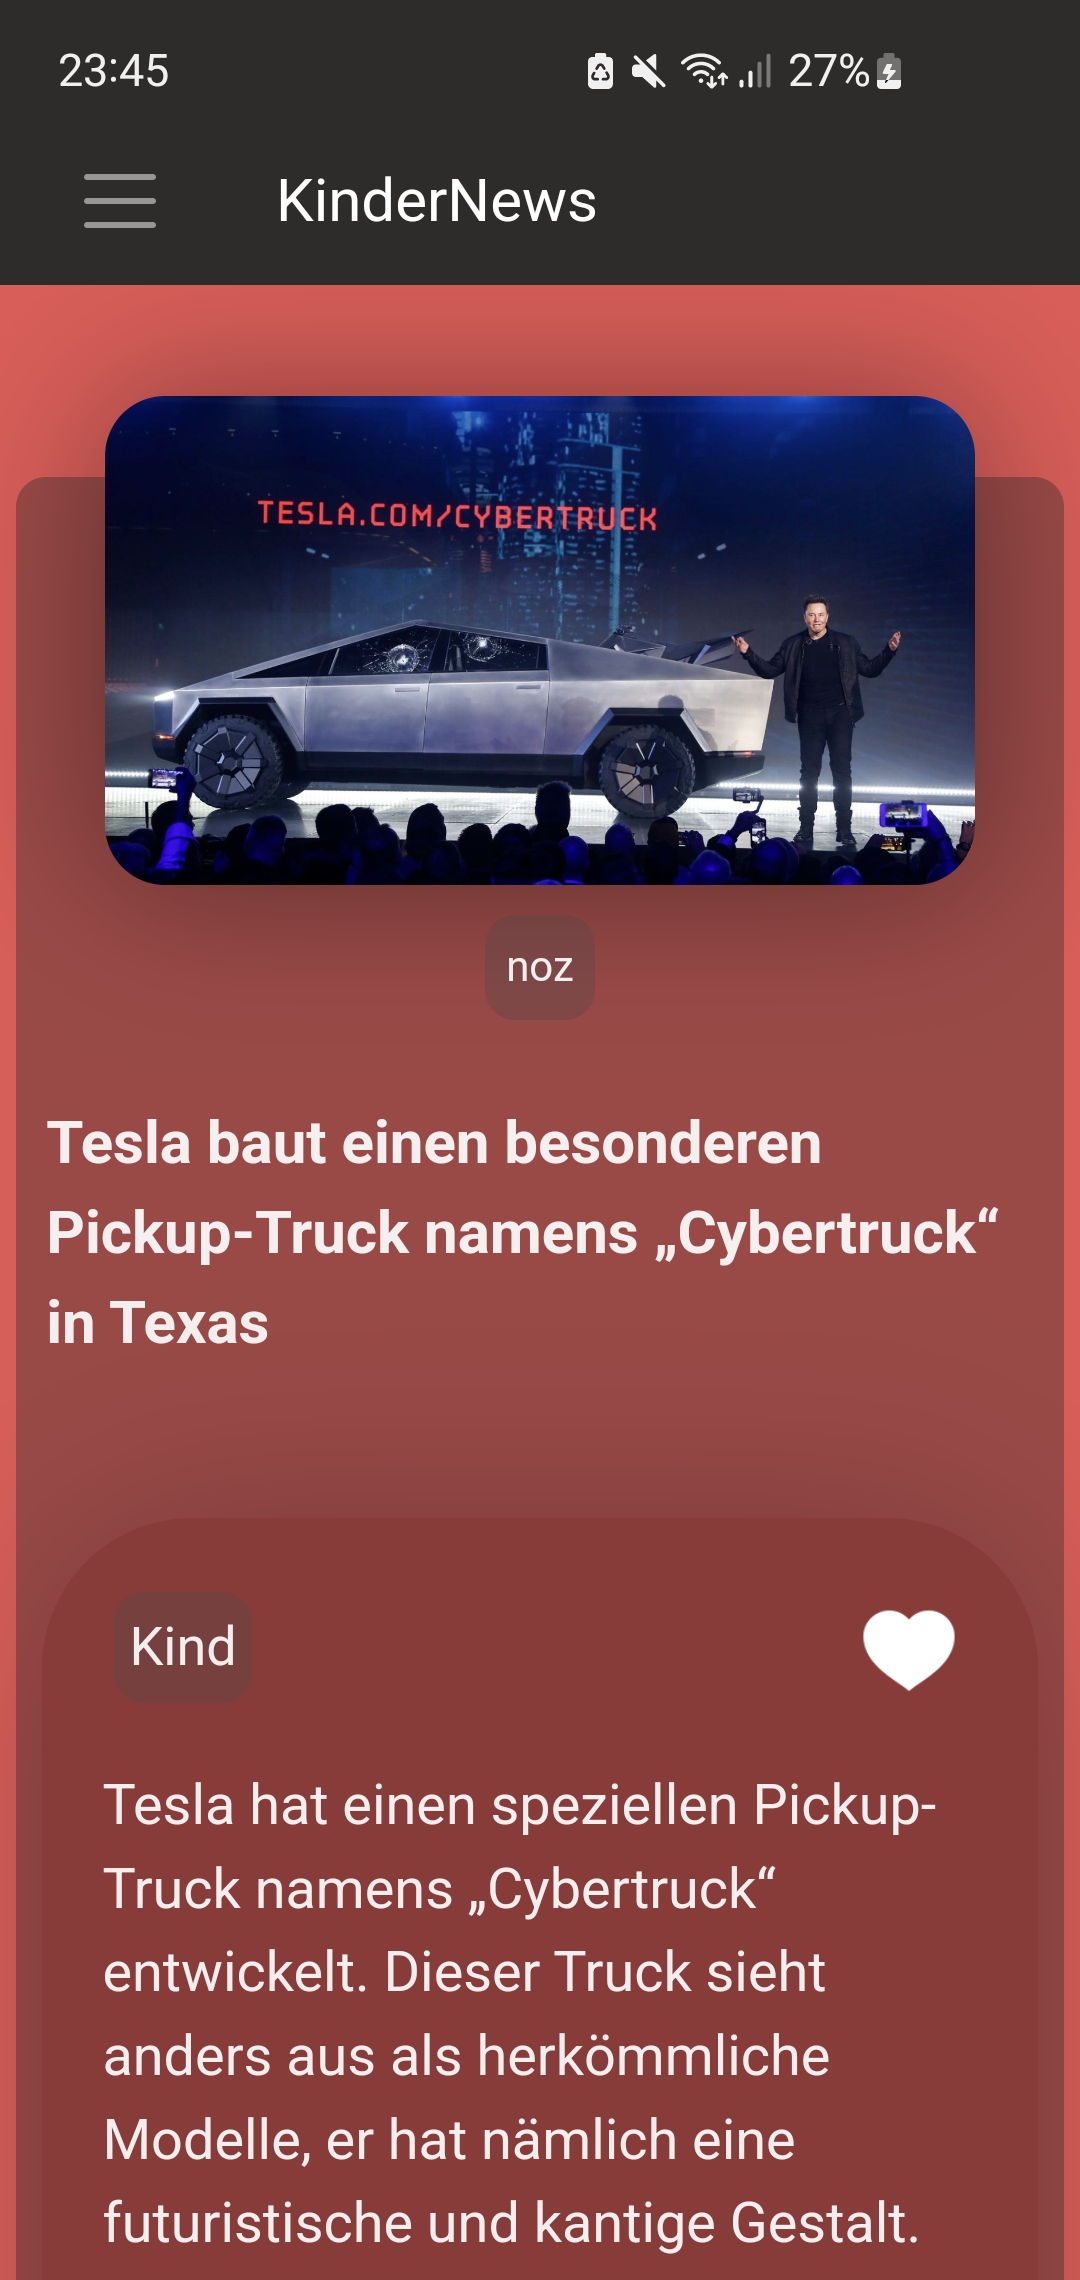 23:45
27%
KinderNews
TESLA.COM/CYBERTRUCK
noz
Tesla baut einen besonderen
Pickup-Truck namens „Cybertruck“
in Texas
Kind
Tesla hat einen speziellen Pickup-
Truck namens „Cybertruck“
entwickelt. Dieser Truck sieht
anders aus als herkömmliche
Modelle, er hat nämlich eine
futuristische und kantige Gestalt.